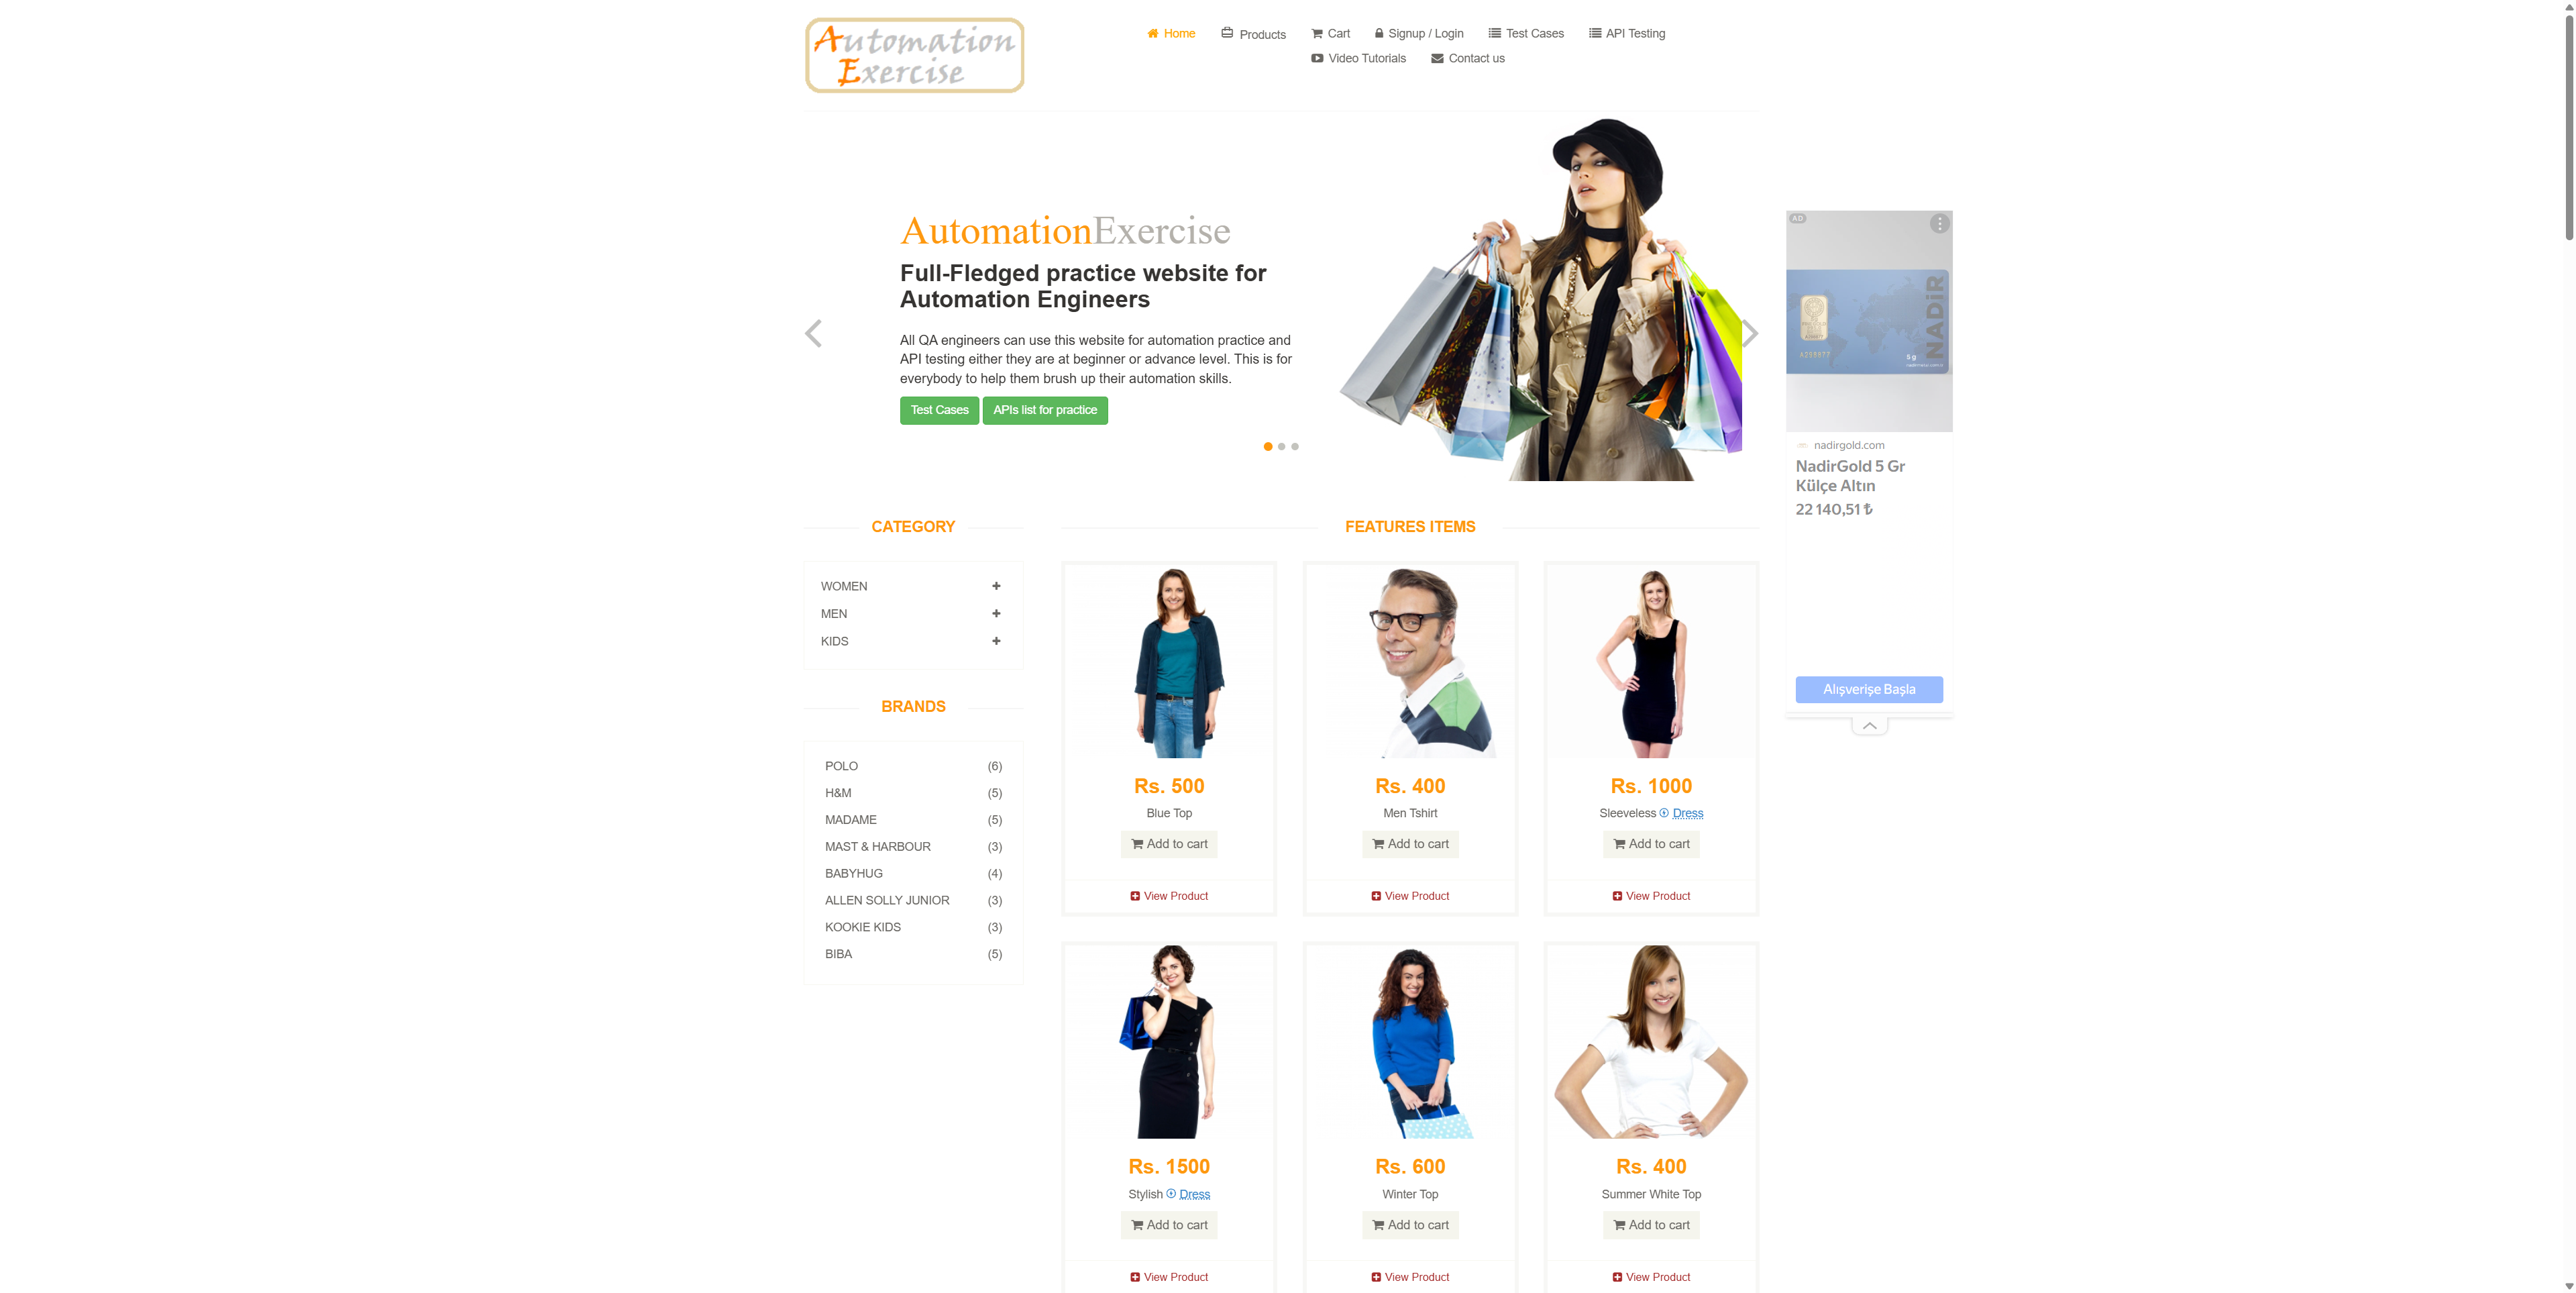 Automation
Exercise
Home
Products
Cart
Signup / Login
Test Cases
API Testing
Video Tutorials
Contact us
AutomationExercise
Full-Fledged practice website for
Automation Engineers
All QA engineers can use this website for automation practice and
API testing either they are at beginner or advance level. This is for
everybody to help them brush up their automation skills.
Test Cases
APIs list for practice
AD
NADİR
5 g
nadirgold.com
NadirGold 5 Gr
Külçe Altın
22 140,51 ₺
Alışverişe Başla
CATEGORY
WOMEN
MEN
KIDS
BRANDS
POLO (6)
H&M (5)
MADAME (5)
MAST & HARBOUR (3)
BABYHUG (4)
ALLEN SOLLY JUNIOR (3)
KOOKIE KIDS (3)
BIBA (5)
FEATURES ITEMS
Rs. 500
Blue Top
Add to cart
View Product
Rs. 400
Men Tshirt
Add to cart
View Product
Rs. 1000
Sleeveless Dress
Add to cart
View Product
Rs. 1500
Stylish Dress
Add to cart
View Product
Rs. 600
Winter Top
Add to cart
View Product
Rs. 400
Summer White Top
Add to cart
View Product